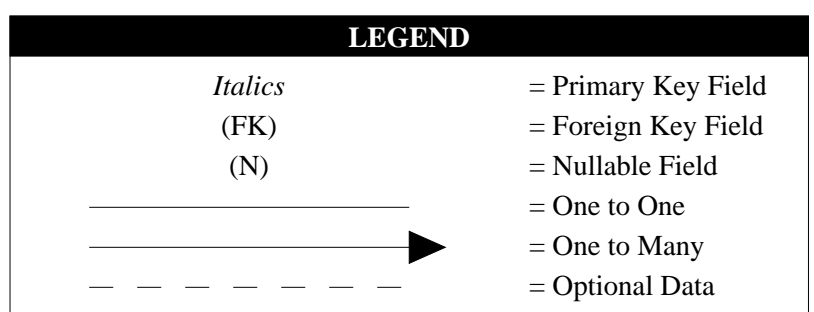 LEGEND
Italics = Primary Key Field
(FK) = Foreign Key Field
(N) = Nullable Field
= One to One
= One to Many
= Optional Data